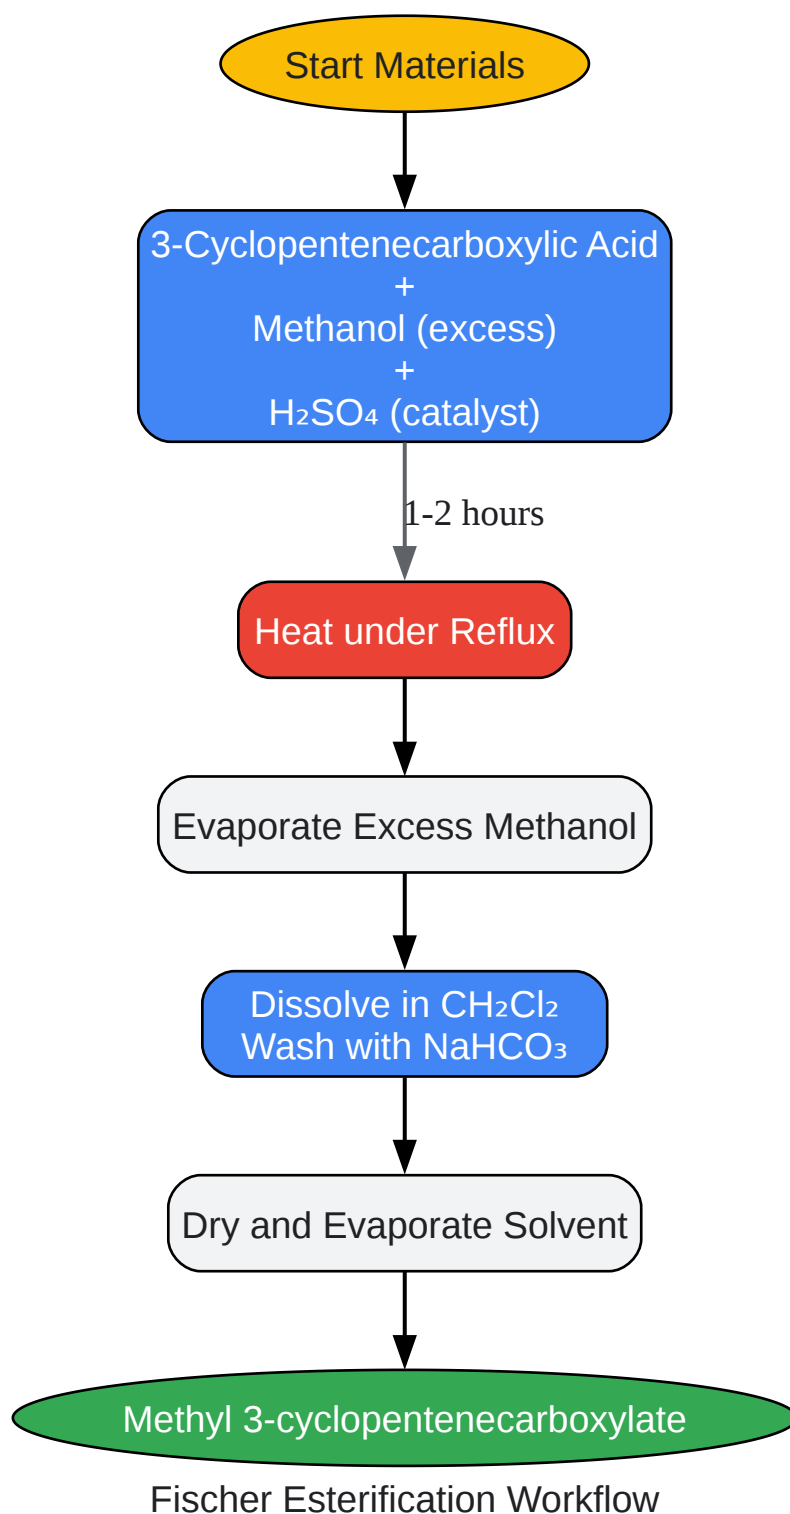 Start Materials
3-Cyclopentenecarboxylic Acid
+
Methanol (excess)
+
H₂SO₄ (catalyst)
1-2 hours
Heat under Reflux
Evaporate Excess Methanol
Dissolve in CH₂Cl₂
Wash with NaHCO₃
Dry and Evaporate Solvent
Methyl 3-cyclopentenecarboxylate
Fischer Esterification Workflow